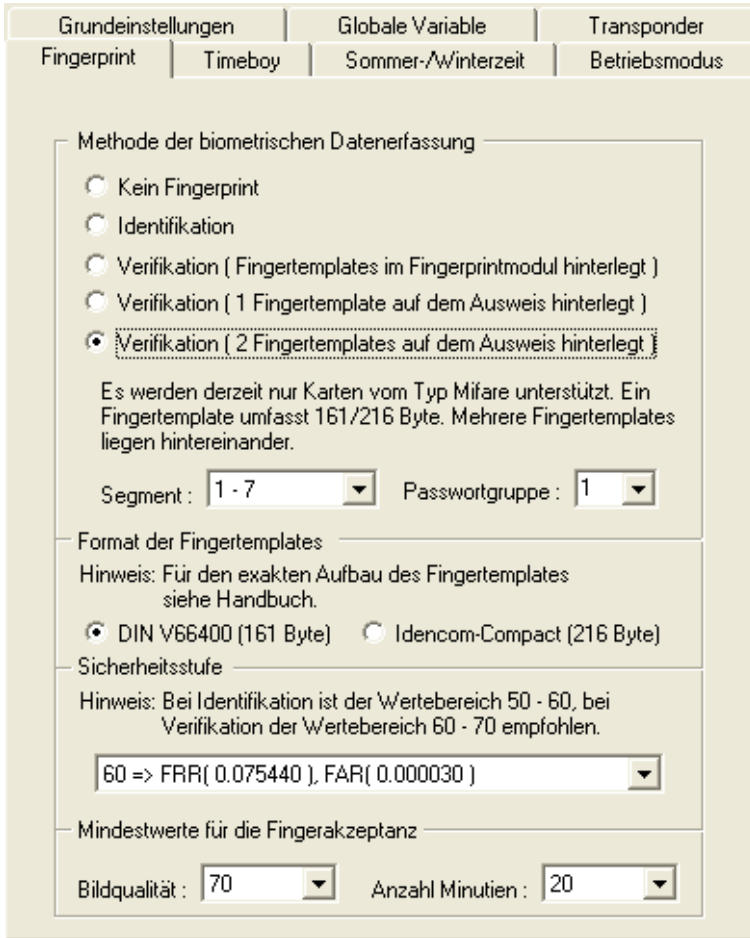 Grundeinstellungen Globale Variable Transponder
Fingerprint Timeboy Sommer-/Winterzeit Betriebsmodus
Methode der biometrischen Datenerfassung
Kein Fingerprint
Identifikation
Verifikation ( Fingertemplates im Fingerprintmodul hinterlegt )
Verifikation ( 1 Fingertemplate auf dem Ausweis hinterlegt )
Verifikation ( 2 Fingertemplates auf dem Ausweis hinterlegt )
Es werden derzeit nur Karten vom Typ Mifare unterstützt. Ein
Fingertemplate umfasst 161/216 Byte. Mehrere Fingertemplates
liegen hintereinander.
Segment : 1 - 7 Passwortgruppe : 1
Format der Fingertemplates
Hinweis: Für den exakten Aufbau des Fingertemplates
siehe Handbuch.
DIN V66400 (161 Byte) Idencom-Compact (216 Byte)
Sicherheitsstufe
Hinweis: Bei Identifikation ist der Wertebereich 50 - 60, bei
Verifikation der Wertebereich 60 - 70 empfohlen.
60 => FRR( 0.075440 ), FAR( 0.000030 )
Mindestwerte für die Fingerakzeptanz
Bildqualität : 70 Anzahl Minutien : 20